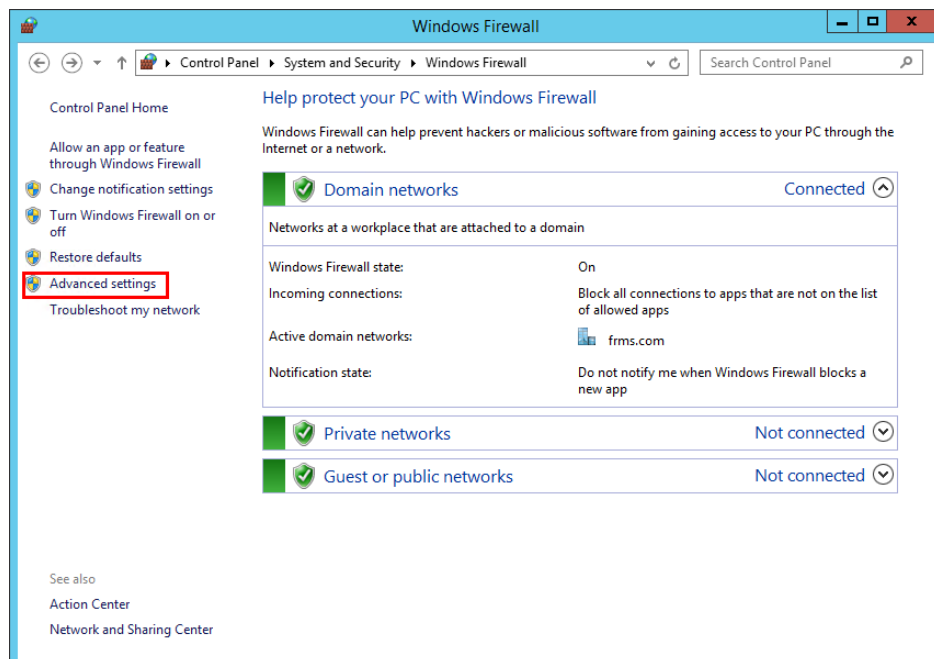 Windows Firewall
Control Panel System and Security Windows Firewall
Search Control Panel
Control Panel Home
Allow an app or feature
through Windows Firewall
Change notification settings
Turn Windows Firewall on or
off
Restore defaults
Advanced settings
Troubleshoot my network
See also
Action Center
Network and Sharing Center
Help protect your PC with Windows Firewall
Windows Firewall can help prevent hackers or malicious software from gaining access to your PC through the
Internet or a network.
Domain networks Connected
Networks at a workplace that are attached to a domain
Windows Firewall state: On
Incoming connections: Block all connections to apps that are not on the list
of allowed apps
Active domain networks: frms.com
Notification state: Do not notify me when Windows Firewall blocks a
new app
Private networks Not connected
Guest or public networks Not connected